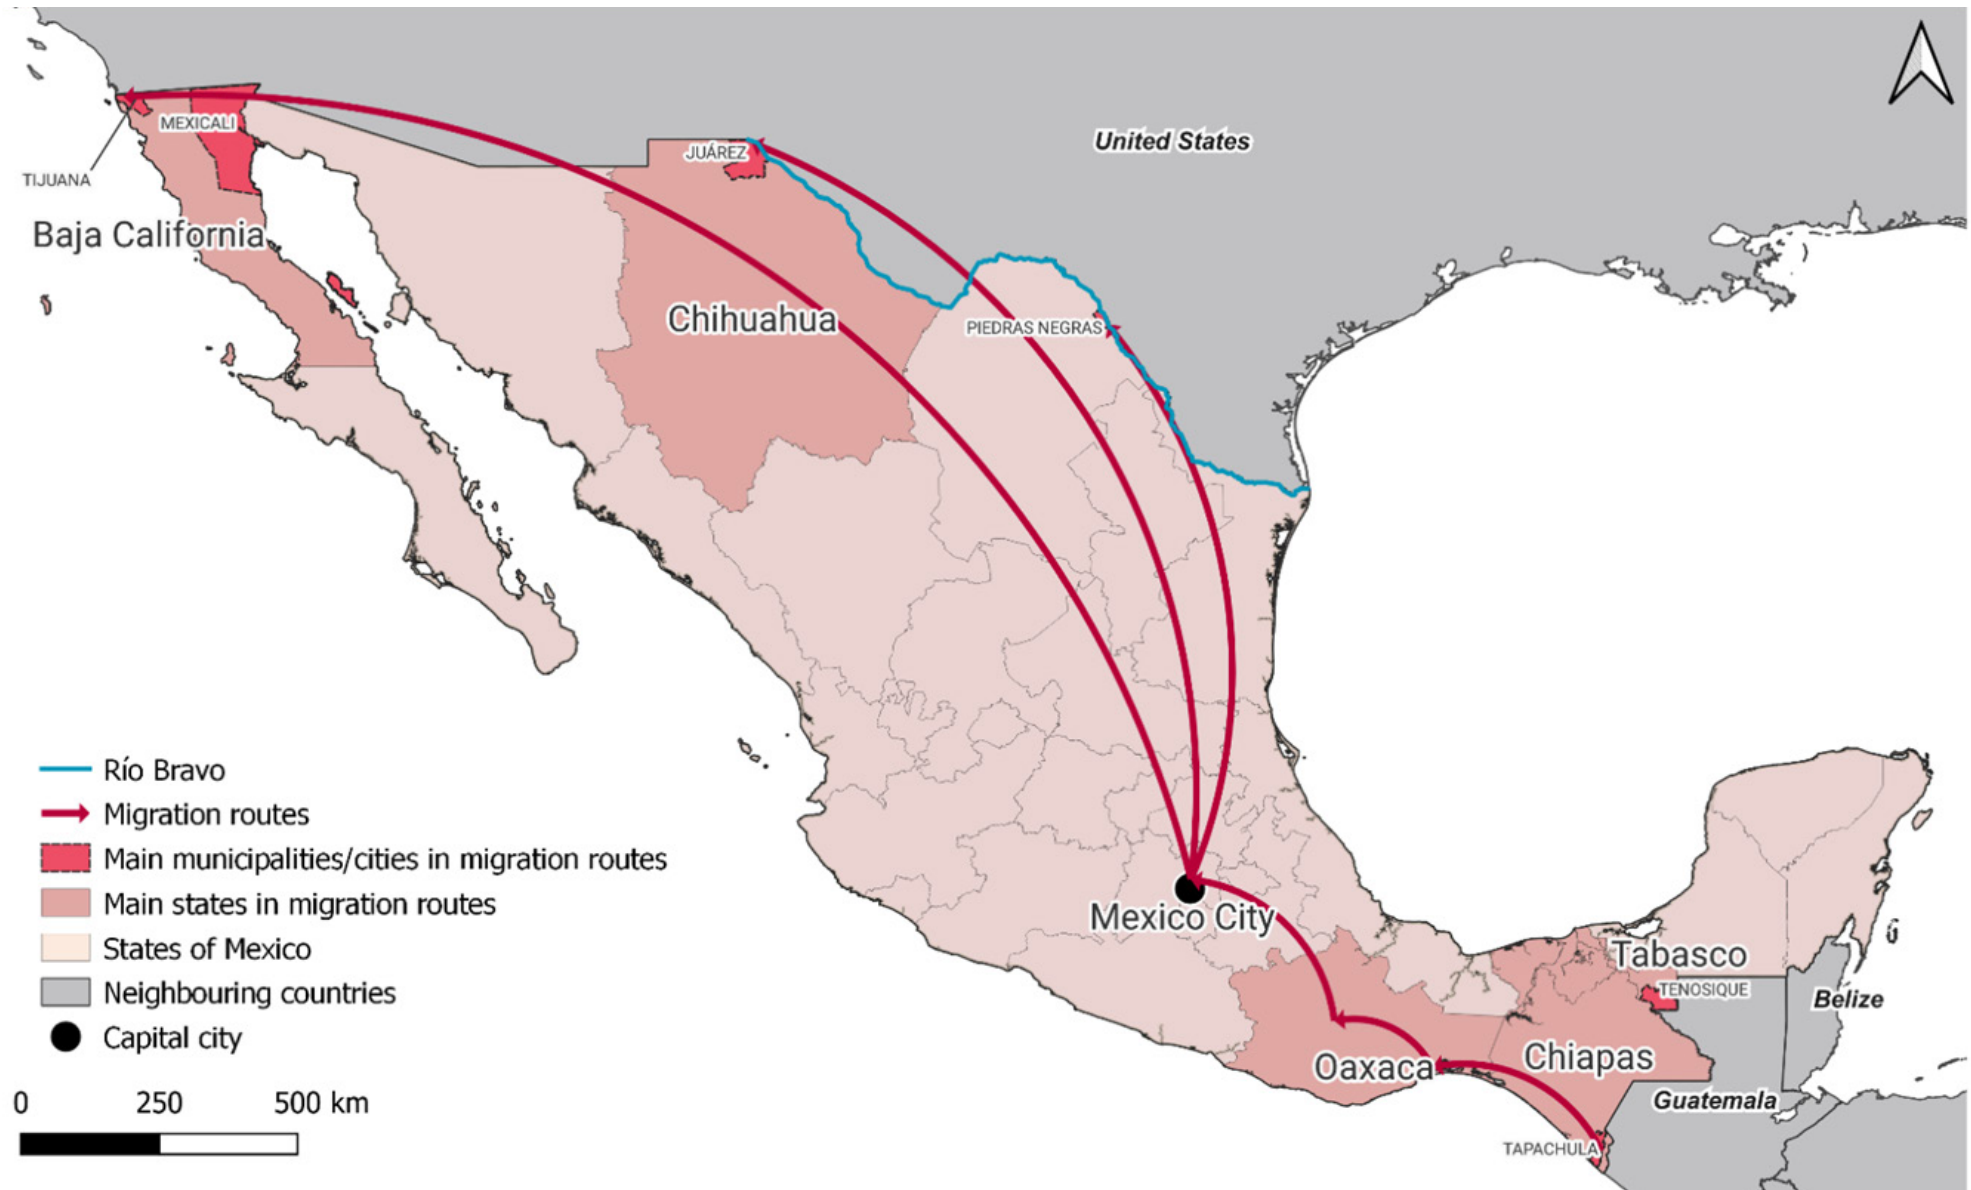 United States
MEXICALI
JUÁREZ
TIJUANA
Baja California
Chihuahua
PIEDRAS NEGRAS
Río Bravo
Migration routes
Main municipalities/cities in migration routes
Main states in migration routes
States of Mexico
Neighbouring countries
Capital city
0 250 500 km
Mexico City
Tabasco
TENOSIQUE
Belize
Oaxaca
Chiapas
Guatemala
TAPACHULA